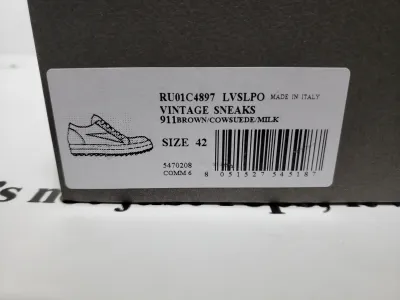 RU01C4897 LVSLPO MADE IN ITALY
VINTAGE SNEAKS
911BROWN/COWSUEDE/MILK
SIZE 42
5470208
COMM 6
8 051527 545187